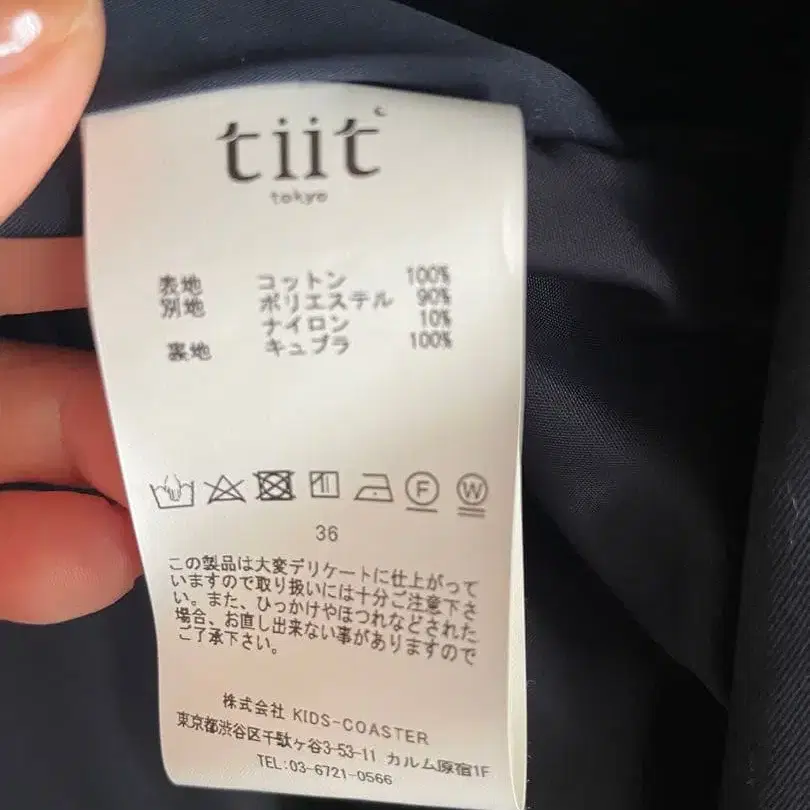 tiit
tokyo
表地 コットン 100%
別地 ポリエステル 90%
ナイロン 10%
裏地 キュプラ 100%
F W
36
この製品は大変デリケートに仕上がって
いますので取り扱いには十分ご注意下さ
い。また、ひっかけやほつれなどされた
場合、お直し出来ない事がありますので
ご了承下さい。
株式会社 KIDS-COASTER
東京都渋谷区千駄ヶ谷3-53-11 カルム原宿1F
TEL:03-6721-0566